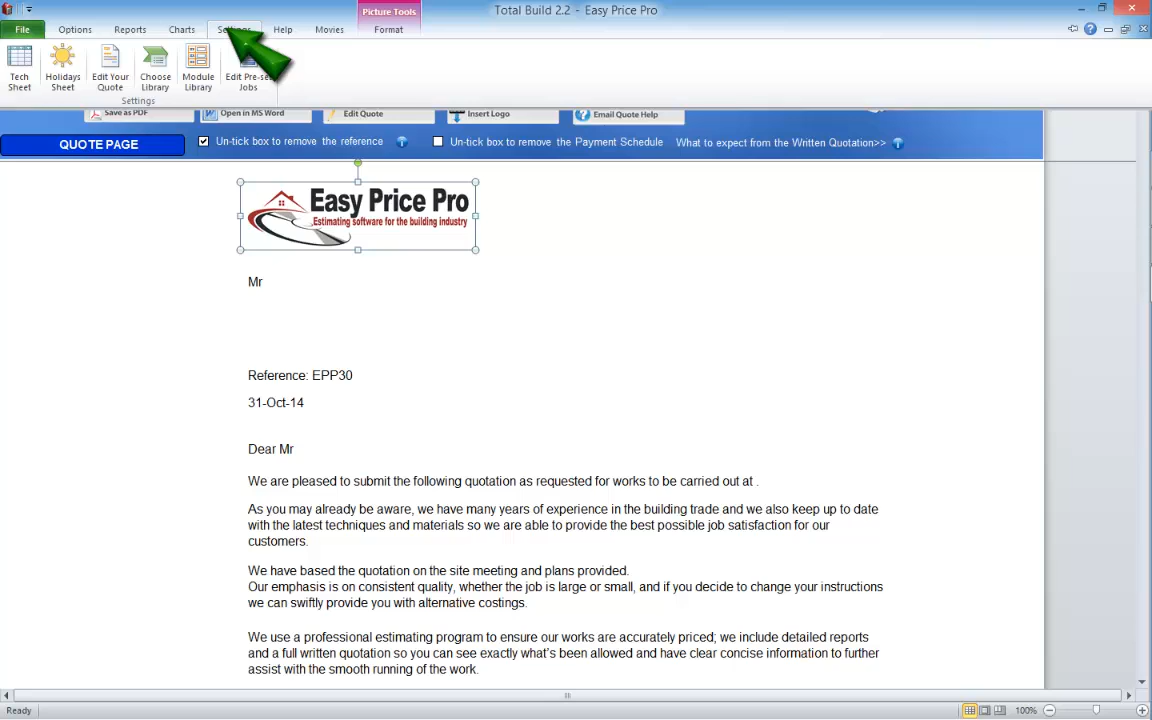 Picture Tools
Total Build 2.2 - Easy Price Pro
File Options Reports Charts Settings Help Movies Format
Tech Sheet
Holidays Sheet
Edit Your Quote
Choose Library
Module Library
Edit Pre-set Jobs
Settings
Save as PDF Open in MS Word Edit Quote Insert Logo Email Quote Help
QUOTE PAGE Un-tick box to remove the reference Un-tick box to remove the Payment Schedule What to expect from the Written Quotation>>
Easy Price Pro
Estimating software for the building industry
Mr
Reference: EPP30
31-Oct-14
Dear Mr
We are pleased to submit the following quotation as requested for works to be carried out at .
As you may already be aware, we have many years of experience in the building trade and we also keep up to date
with the latest techniques and materials so we are able to provide the best possible job satisfaction for our
customers.
We have based the quotation on the site meeting and plans provided.
Our emphasis is on consistent quality, whether the job is large or small, and if you decide to change your instructions
we can swiftly provide you with alternative costings.
We use a professional estimating program to ensure our works are accurately priced; we include detailed reports
and a full written quotation so you can see exactly what's been allowed and have clear concise information to further
assist with the smooth running of the work.
Ready 100%